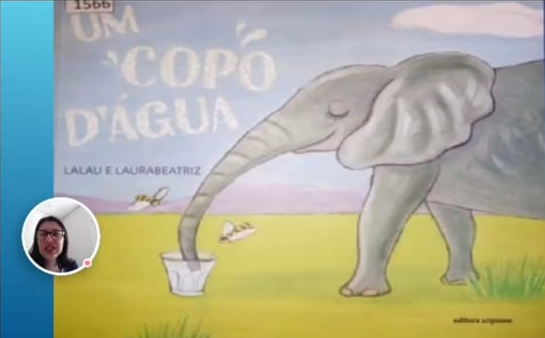 1566
UM
COPO
D'ÁGUA
LALAU E LAURABEATRIZ
editora scipione